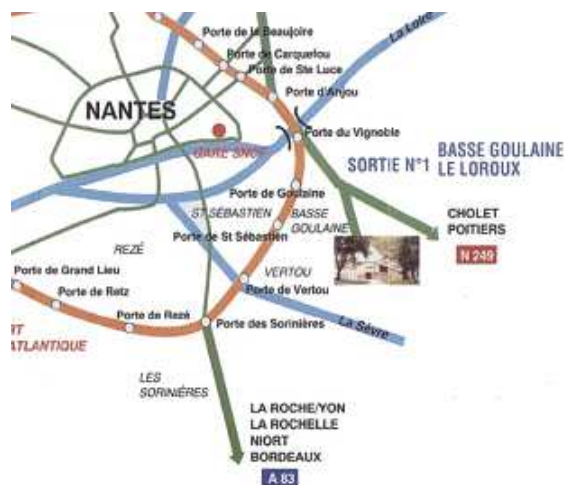 Porte de la Beaujoire
La Loire
Porte de Carquefou
Porte de Ste Luce
Porte d'Anjou
NANTES
Porte du Vignoble
GARE SNCF
SORTIE N°1
BASSE GOULAINE
LE LOROUX
Porte de Goulaine
ST SÉBASTIEN
BASSE
GOULAINE
CHOLET
POITIERS
Porte de St Sébastien
REZÉ
N 249
Porte de Grand Lieu
VERTOU
Porte de Retz
Porte de Vertou
Porte de Rezé
Porte des Sorinières
La Sèvre
ATLANTIQUE
LES
SORINIÈRES
LA ROCHE/YON
LA ROCHELLE
NIORT
BORDEAUX
A 83